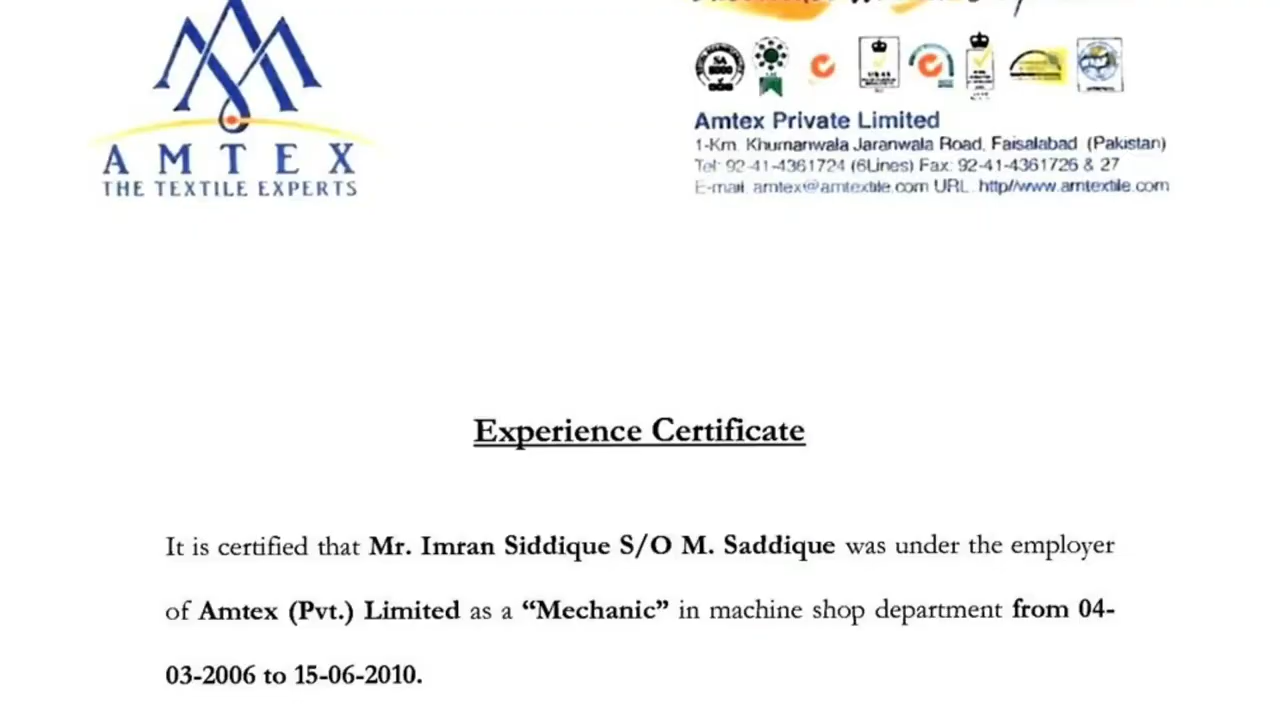 AMTEX
THE TEXTILE EXPERTS
SA
8000
Amtex Private Limited
1-Km. Khurrianwala Jaranwala Road, Faisalabad (Pakistan)
Tel: 92-41-4361724 (6Lines) Fax: 92-41-4361726 & 27
E-mail: amtex@amtextile.com URL: http//www.amtextile.com
Experience Certificate
It is certified that Mr. Imran Siddique S/O M. Saddique was under the employer
of Amtex (Pvt.) Limited as a “Mechanic” in machine shop department from 04-
03-2006 to 15-06-2010.